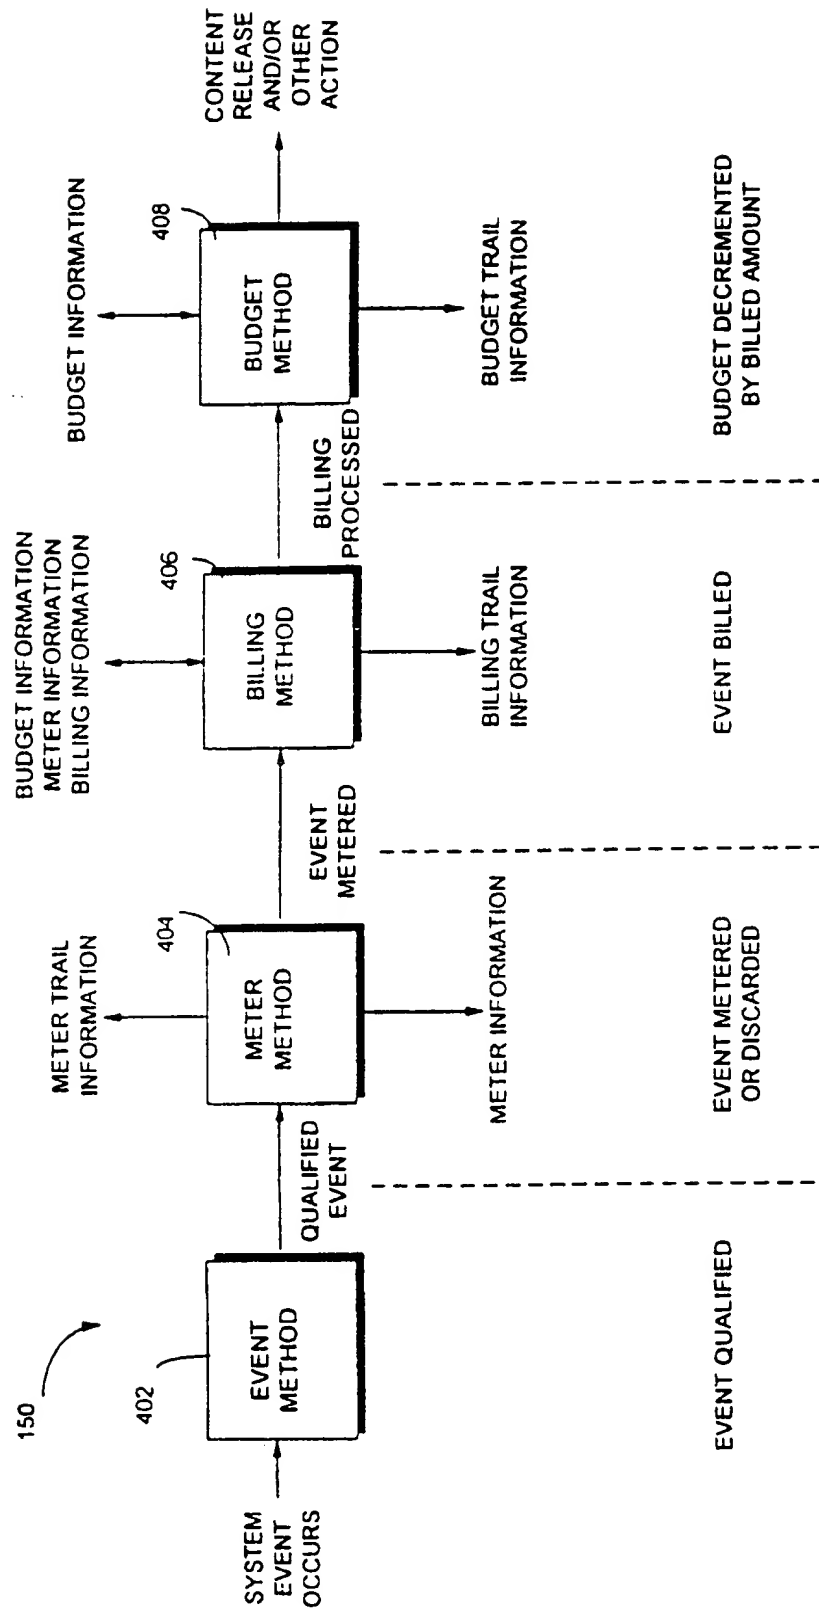 150
SYSTEM
EVENT
OCCURS
402
EVENT
METHOD
QUALIFIED
EVENT
EVENT QUALIFIED
METER TRAIL
INFORMATION
404
METER
METHOD
EVENT
METERED
METER INFORMATION
EVENT METERED
OR DISCARDED
BUDGET INFORMATION
METER INFORMATION
BILLING INFORMATION
406
BILLING
METHOD
BILLING
PROCESSED
BILLING TRAIL
INFORMATION
EVENT BILLED
BUDGET INFORMATION
408
BUDGET
METHOD
CONTENT
RELEASE
AND/OR
OTHER
ACTION
BUDGET TRAIL
INFORMATION
BUDGET DECREMENTED
BY BILLED AMOUNT